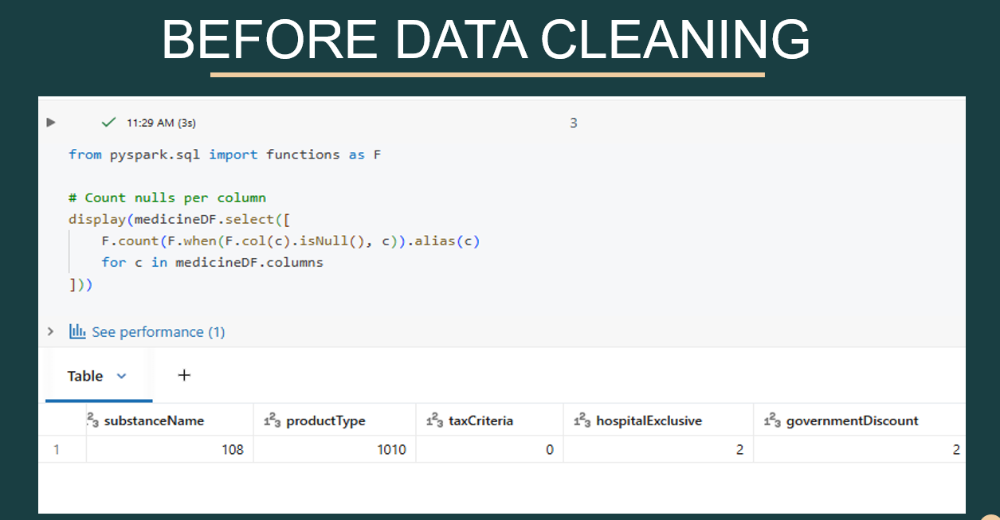 BEFORE DATA CLEANING
11:29 AM (3s)
3
from pyspark.sql import functions as F
# Count nulls per column
display(medicineDF.select([
F.count(F.when(F.col(c).isNull(), c)).alias(c)
for c in medicineDF.columns
]))
See performance (1)
Table
+
substanceName 123 productType 123 taxCriteria 123 hospitalExclusive 123 governmentDiscount
1 108 1010 0 2 2